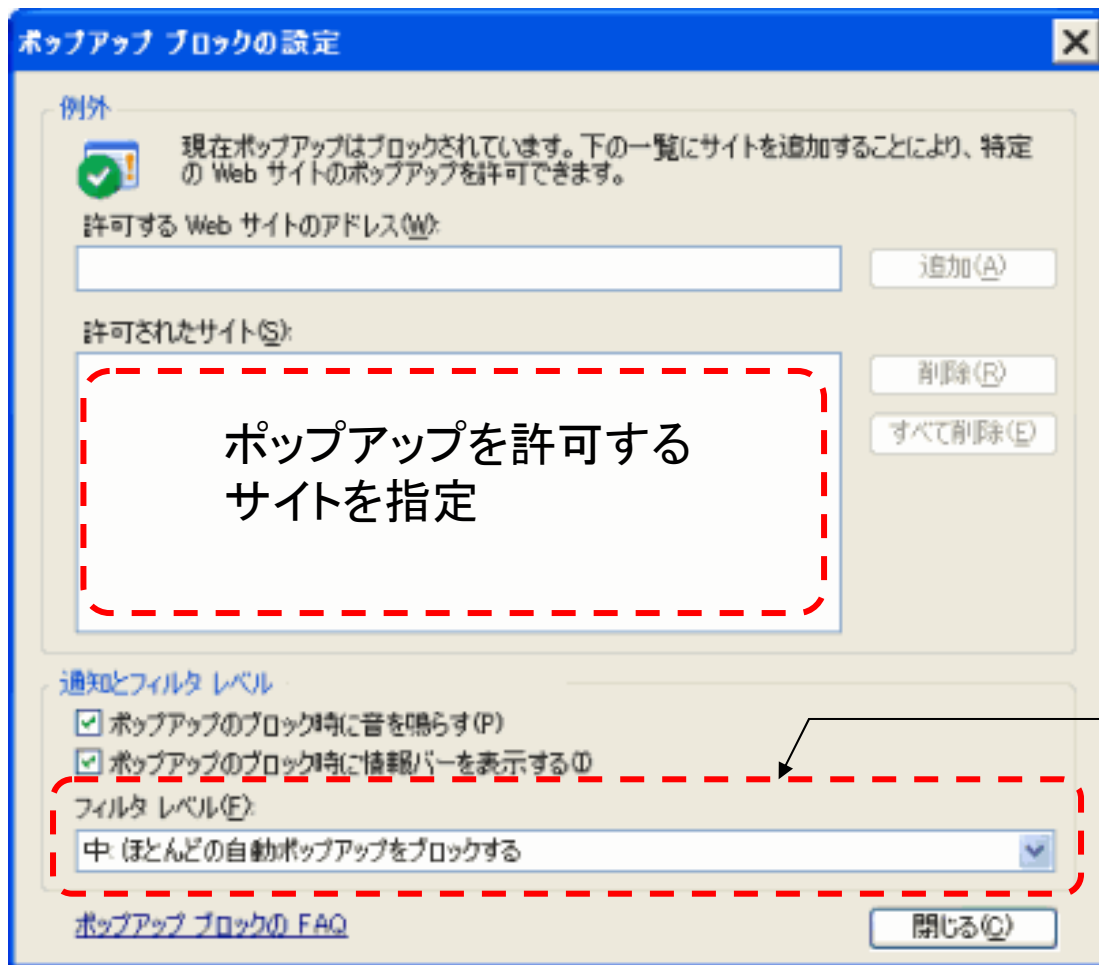 ポップアップ ブロックの設定
例外
現在ポップアップはブロックされています。下の一覧にサイトを追加することにより、特定
の Web サイトのポップアップを許可できます。
許可する Web サイトのアドレス(W):
追加(A)
許可されたサイト(S):
削除(R)
すべて削除(E)
ポップアップを許可する
サイトを指定
通知とフィルタ レベル
ポップアップのブロック時に音を鳴らす(P)
ポップアップのブロック時に情報バーを表示する(I)
フィルタ レベル(F):
中: ほとんどの自動ポップアップをブロックする
ポップアップ ブロックの FAQ
閉じる(C)